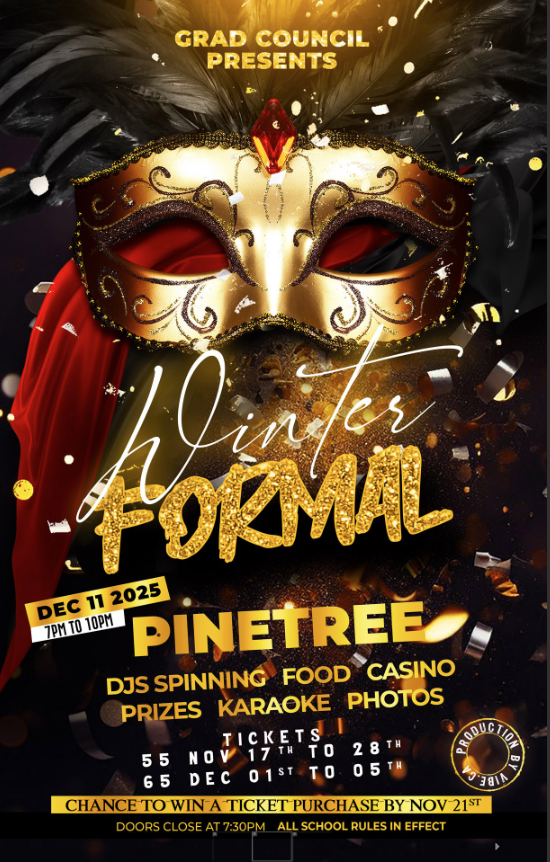 GRAD COUNCIL
PRESENTS
Winter
FORMAL
DEC 11 2025
7PM TO 10PM
PINETREE
DJS SPINNING FOOD CASINO
PRIZES KARAOKE PHOTOS
TICKETS
55 NOV 17TH TO 28TH
65 DEC 01ST TO 05TH
PRODUCTION BY VIBE.CA
CHANCE TO WIN A TICKET PURCHASE BY NOV 21ST
DOORS CLOSE AT 7:30PM ALL SCHOOL RULES IN EFFECT